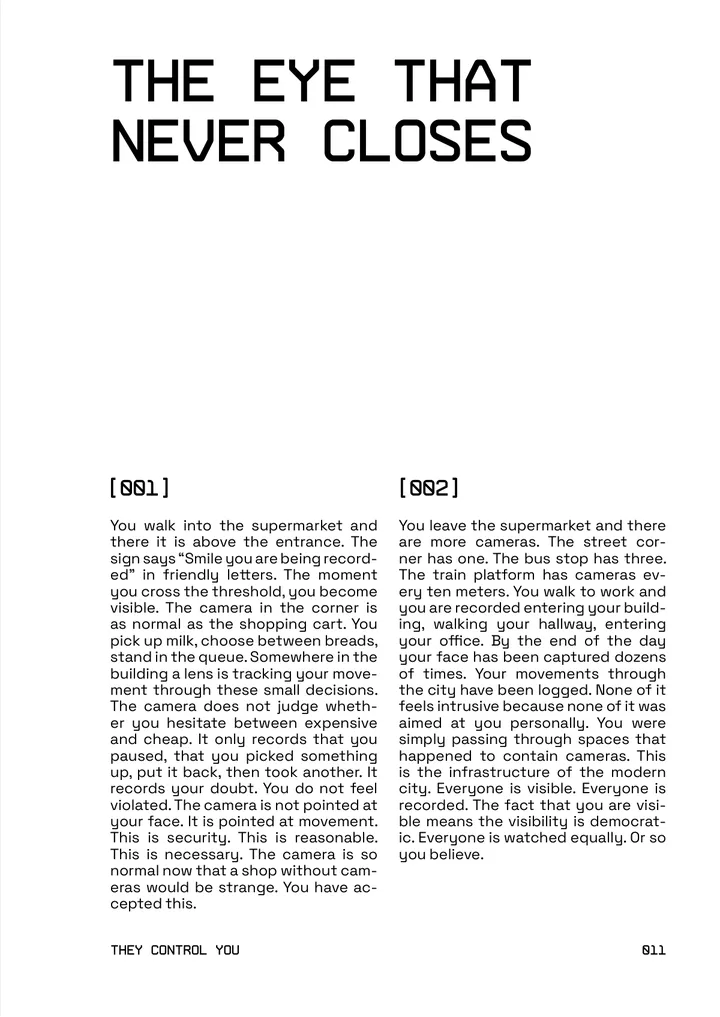 THE EYE THAT
NEVER CLOSES
[001]
You walk into the supermarket and
there it is above the entrance. The
sign says “Smile you are being record-
ed” in friendly letters. The moment
you cross the threshold, you become
visible. The camera in the corner is
as normal as the shopping cart. You
pick up milk, choose between breads,
stand in the queue. Somewhere in the
building a lens is tracking your move-
ment through these small decisions.
The camera does not judge wheth-
er you hesitate between expensive
and cheap. It only records that you
paused, that you picked something
up, put it back, then took another. It
records your doubt. You do not feel
violated. The camera is not pointed at
your face. It is pointed at movement.
This is security. This is reasonable.
This is necessary. The camera is so
normal now that a shop without cam-
eras would be strange. You have ac-
cepted this.
[002]
You leave the supermarket and there
are more cameras. The street cor-
ner has one. The bus stop has three.
The train platform has cameras ev-
ery ten meters. You walk to work and
you are recorded entering your build-
ing, walking your hallway, entering
your office. By the end of the day
your face has been captured dozens
of times. Your movements through
the city have been logged. None of it
feels intrusive because none of it was
aimed at you personally. You were
simply passing through spaces that
happened to contain cameras. This
is the infrastructure of the modern
city. Everyone is visible. Everyone is
recorded. The fact that you are visi-
ble means the visibility is democrat-
ic. Everyone is watched equally. Or so
you believe.
THEY CONTROL YOU
011